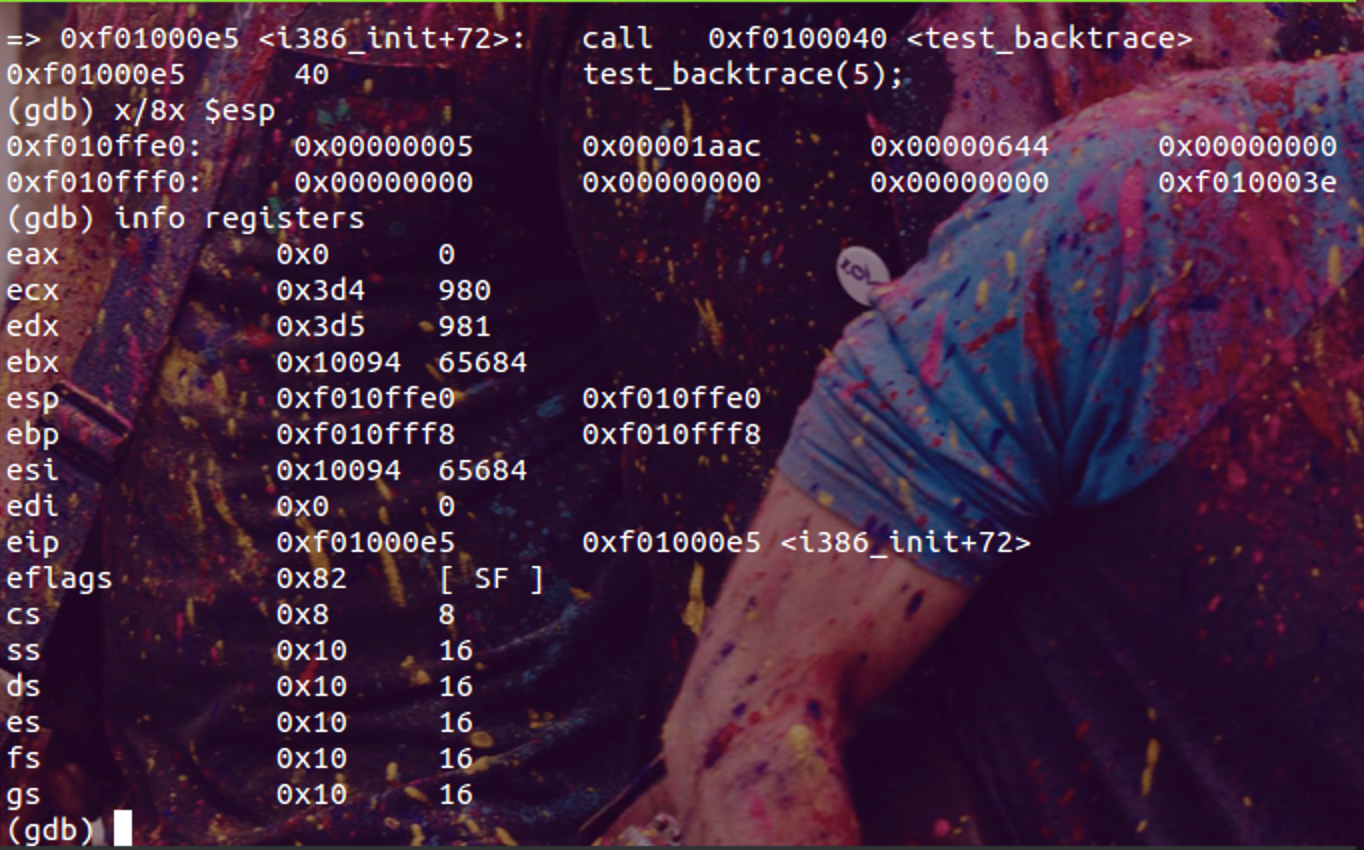 => 0xf01000e5 <i386_init+72>: call 0xf0100040 <test_backtrace>
0xf01000e5 40 test_backtrace(5);
(gdb) x/8x $esp
0xf010ffe0: 0x00000005 0x00001aac 0x00000644 0x00000000
0xf010fff0: 0x00000000 0x00000000 0x00000000 0xf010003e
(gdb) info registers
eax 0x0 0
ecx 0x3d4 980
edx 0x3d5 981
ebx 0x10094 65684
esp 0xf010ffe0 0xf010ffe0
ebp 0xf010fff8 0xf010fff8
esi 0x10094 65684
edi 0x0 0
eip 0xf01000e5 0xf01000e5 <i386_init+72>
eflags 0x82 [ SF ]
cs 0x8 8
ss 0x10 16
ds 0x10 16
es 0x10 16
fs 0x10 16
gs 0x10 16
(gdb)